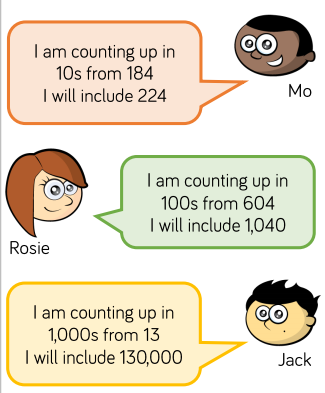 I am counting up in
10s from 184
I will include 224
Mo
I am counting up in
100s from 604
I will include 1,040
Rosie
I am counting up in
1,000s from 13
I will include 130,000
Jack